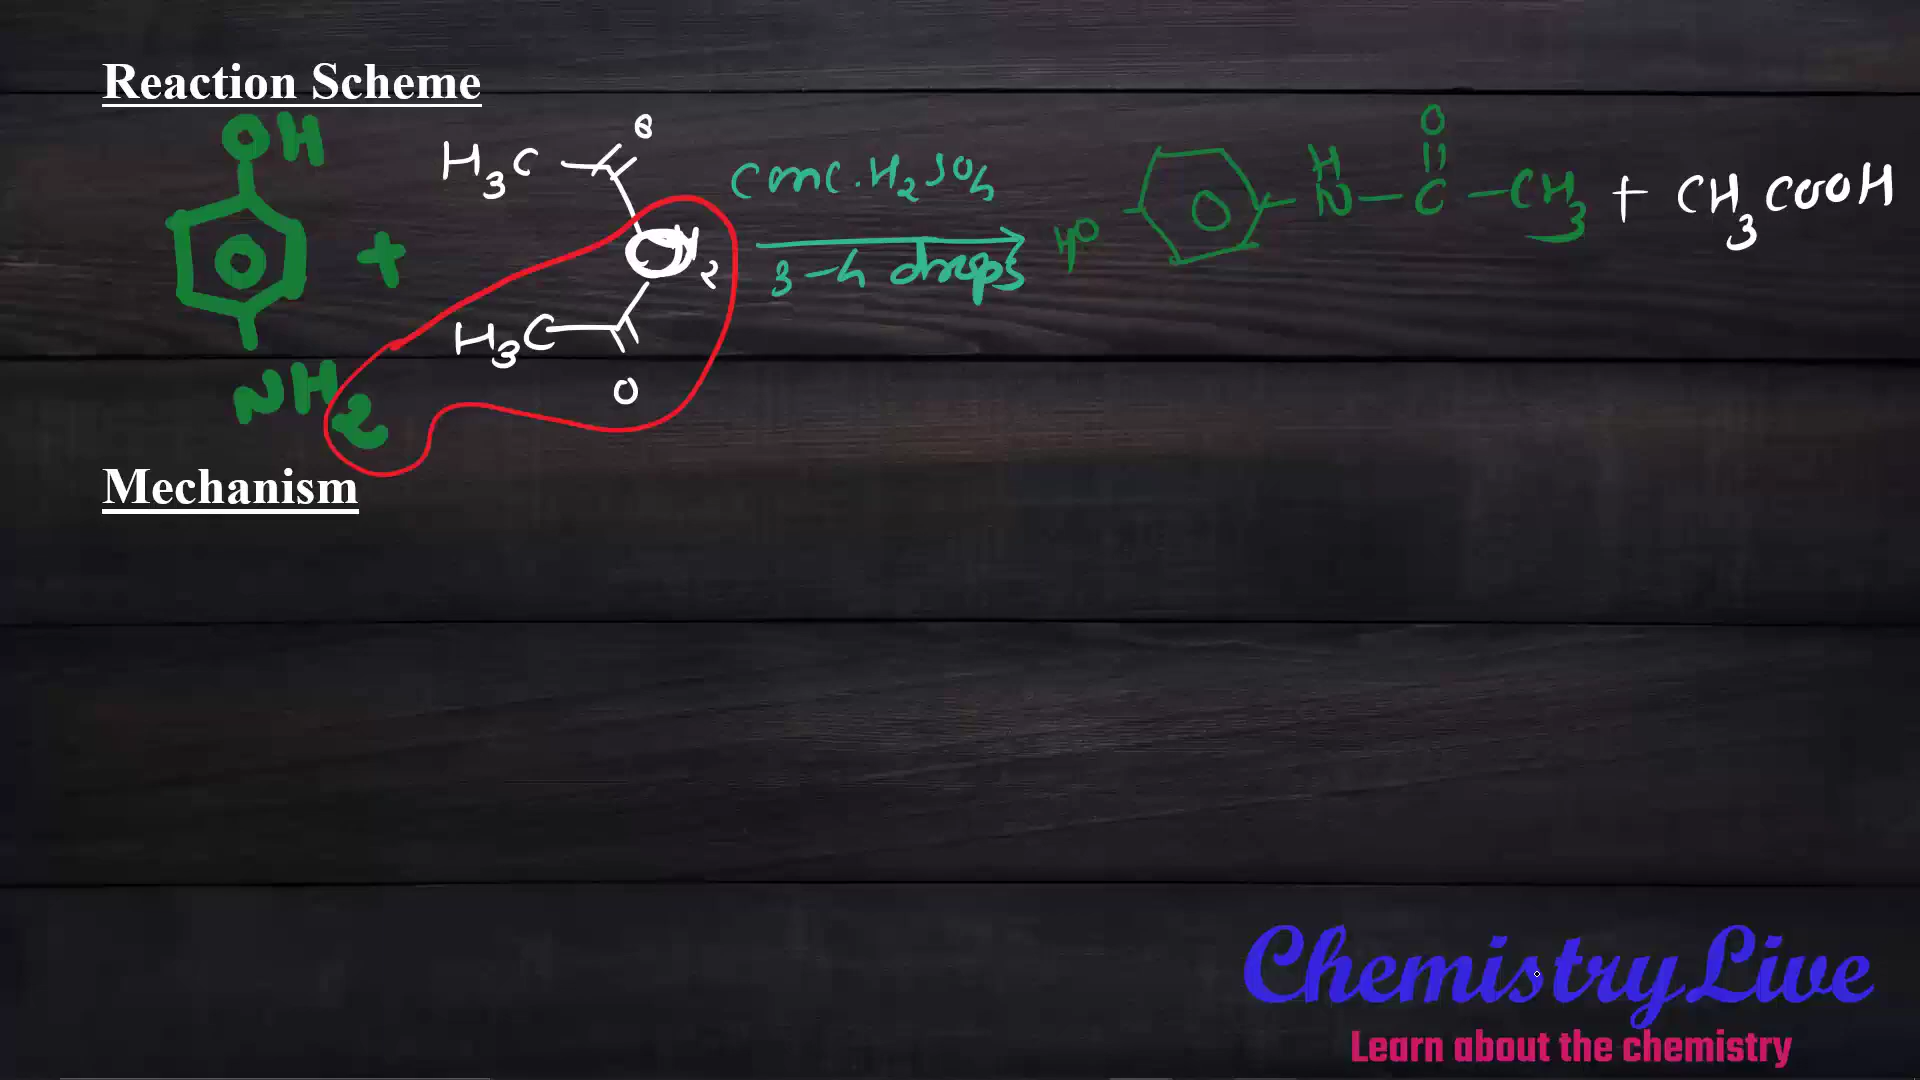 Reaction Scheme
OH
+
NH2
H3C
O
H3C
O
Conc. H2SO4
3-4 drops
HO
H
N
O
C
CH3 + CH3COOH
Mechanism
ChemistryLive
Learn about the chemistry